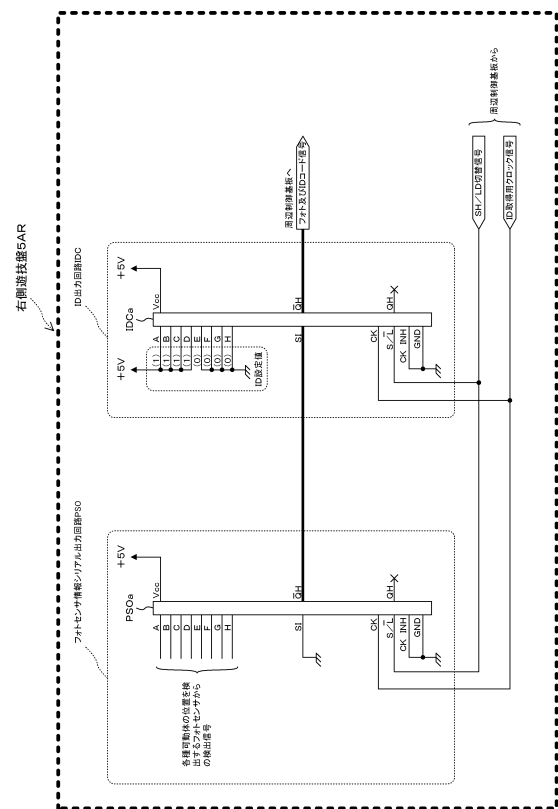 右側遊技盤5AR
ID出力回路IDC
+5V
Vcc
IDCa
+5V
A
B
C
D
E
F
G
H
(1)
(1)
(1)
(1)
(0)
(0)
(0)
(0)
ID設定値
SI
QH
QH
CK
S/L
CK INH
GND
周辺制御基板へ
フォト及びIDコード信号
周辺制御基板から
SH/LD切替信号
ID取得用クロック信号
フォトセンサ情報シリアル出力回路PSO
+5V
Vcc
PSOa
A
B
C
D
E
F
G
H
各種可動体の位置を検
出するフォトセンサから
の検出信号
SI
QH
QH
CK
S/L
CK INH
GND